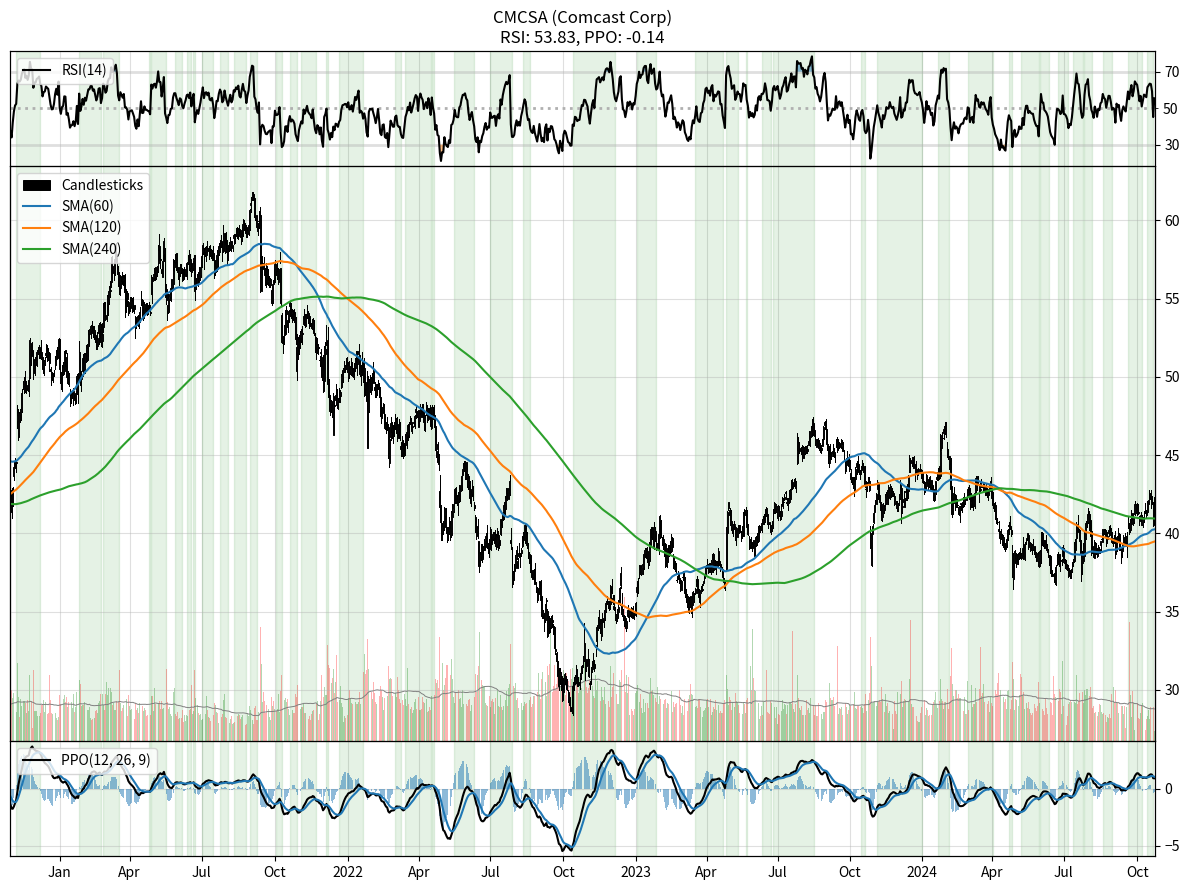 CMCSA (Comcast Corp)
RSI: 53.83, PPO: -0.14
RSI(14)
70
50
30
Candlesticks
SMA(60)
SMA(120)
SMA(240)
60
55
50
45
40
35
30
PPO(12, 26, 9)
0
−5
Jan Apr Jul Oct 2022 Apr Jul Oct 2023 Apr Jul Oct 2024 Apr Jul Oct